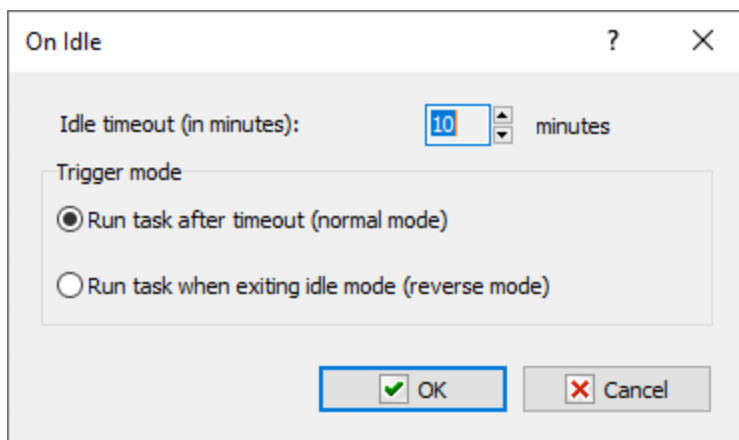 On Idle ?
Idle timeout (in minutes): 10 minutes
Trigger mode
Run task after timeout (normal mode)
Run task when exiting idle mode (reverse mode)
OK Cancel